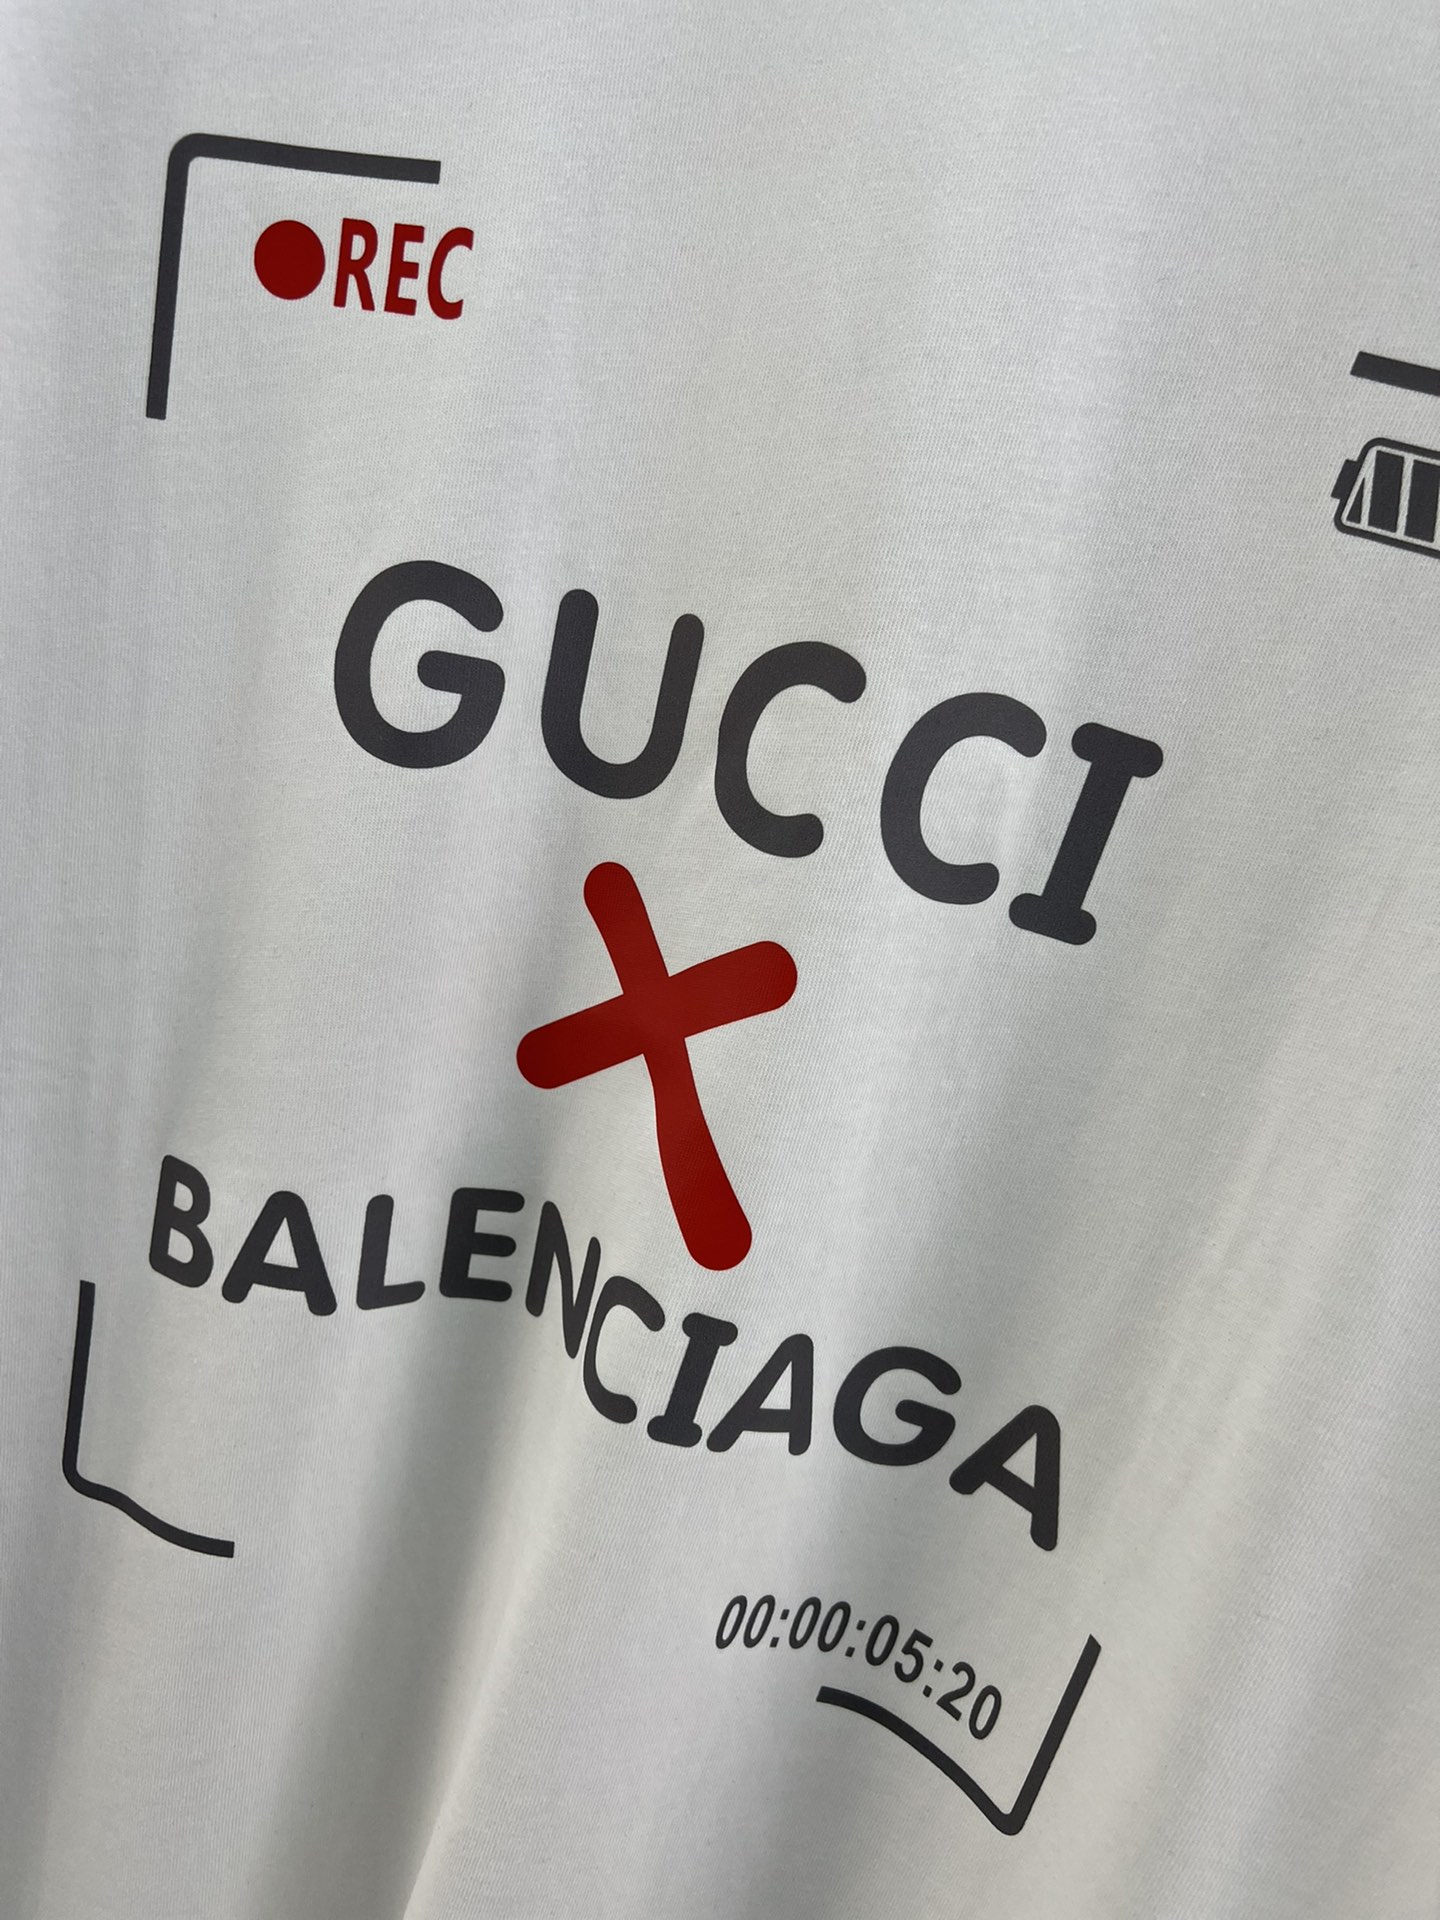 REC
GUCCI
X
BALENCIAGA
00:00:05:20